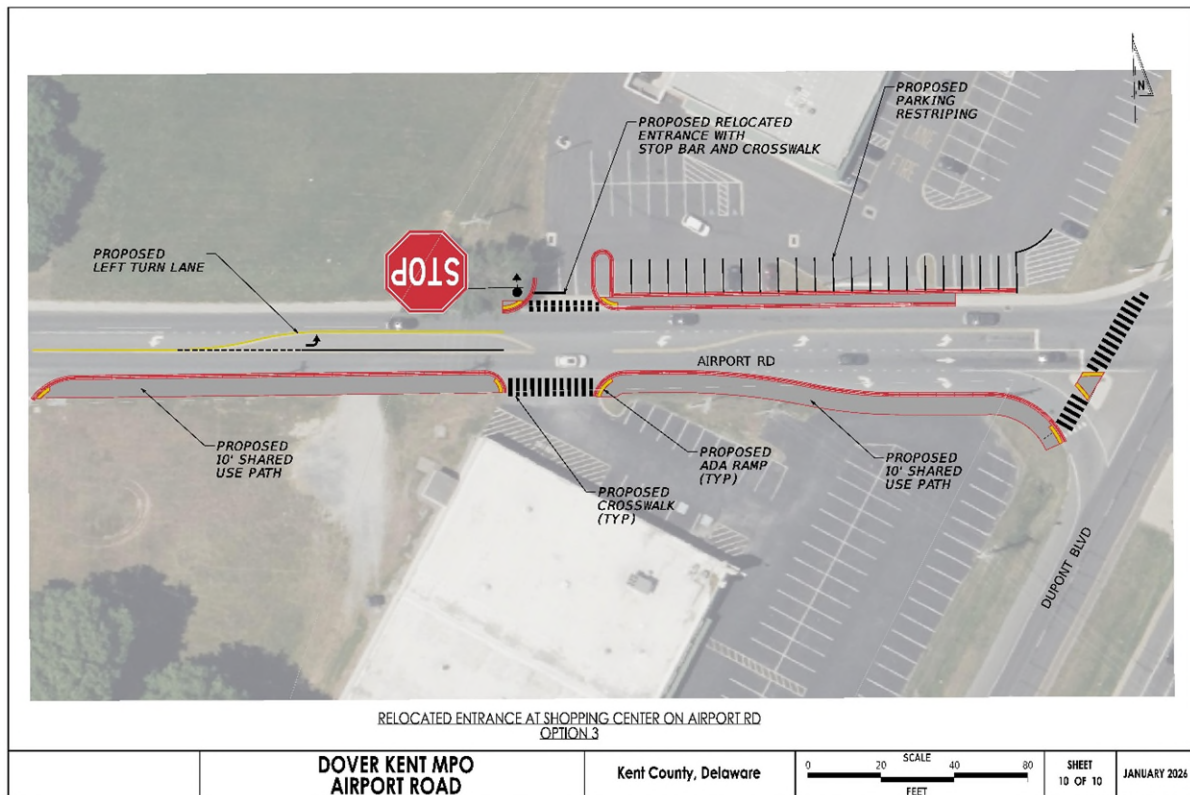 N
PROPOSED
PARKING
RESTRIPING
PROPOSED RELOCATED
ENTRANCE WITH
STOP BAR AND CROSSWALK
PROPOSED
LEFT TURN LANE
STOP
AIRPORT RD
PROPOSED
10' SHARED
USE PATH
PROPOSED
ADA RAMP
(TYP)
PROPOSED
CROSSWALK
(TYP)
PROPOSED
10' SHARED
USE PATH
DUPONT BLVD
RELOCATED ENTRANCE AT SHOPPING CENTER ON AIRPORT RD
OPTION 3
DOVER KENT MPO
AIRPORT ROAD
Kent County, Delaware
SCALE
0 20 40 80
FEET
SHEET
10 OF 10
JANUARY 2026